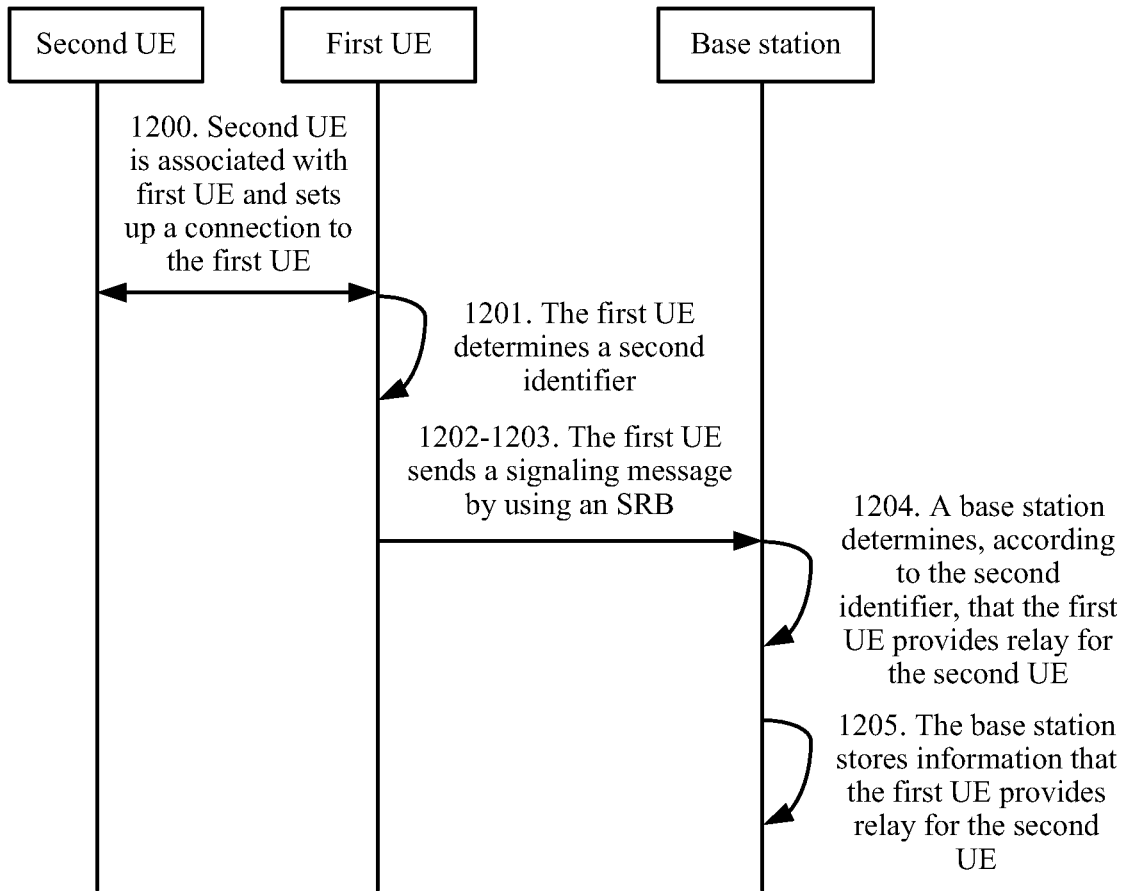 Second UE
First UE
Base station
1200. Second UE
is associated with
first UE and sets
up a connection to
the first UE
1201. The first UE
determines a second
identifier
1202-1203. The first UE
sends a signaling message
by using an SRB
1204. A base station
determines, according
to the second
identifier, that the first
UE provides relay for
the second UE
1205. The base station
stores information that
the first UE provides
relay for the second
UE